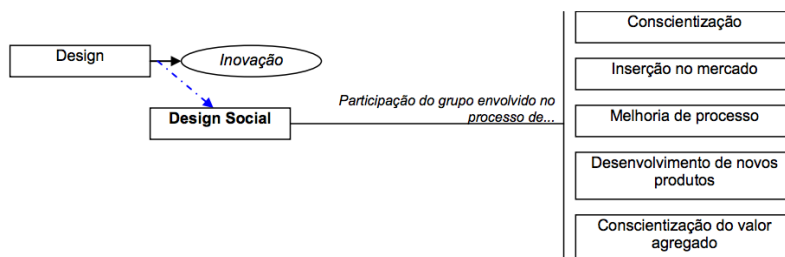 Design
Inovação
Design Social
Participação do grupo envolvido no
processo de...
Conscientização
Inserção no mercado
Melhoria de processo
Desenvolvimento de novos
produtos
Conscientização do valor
agregado